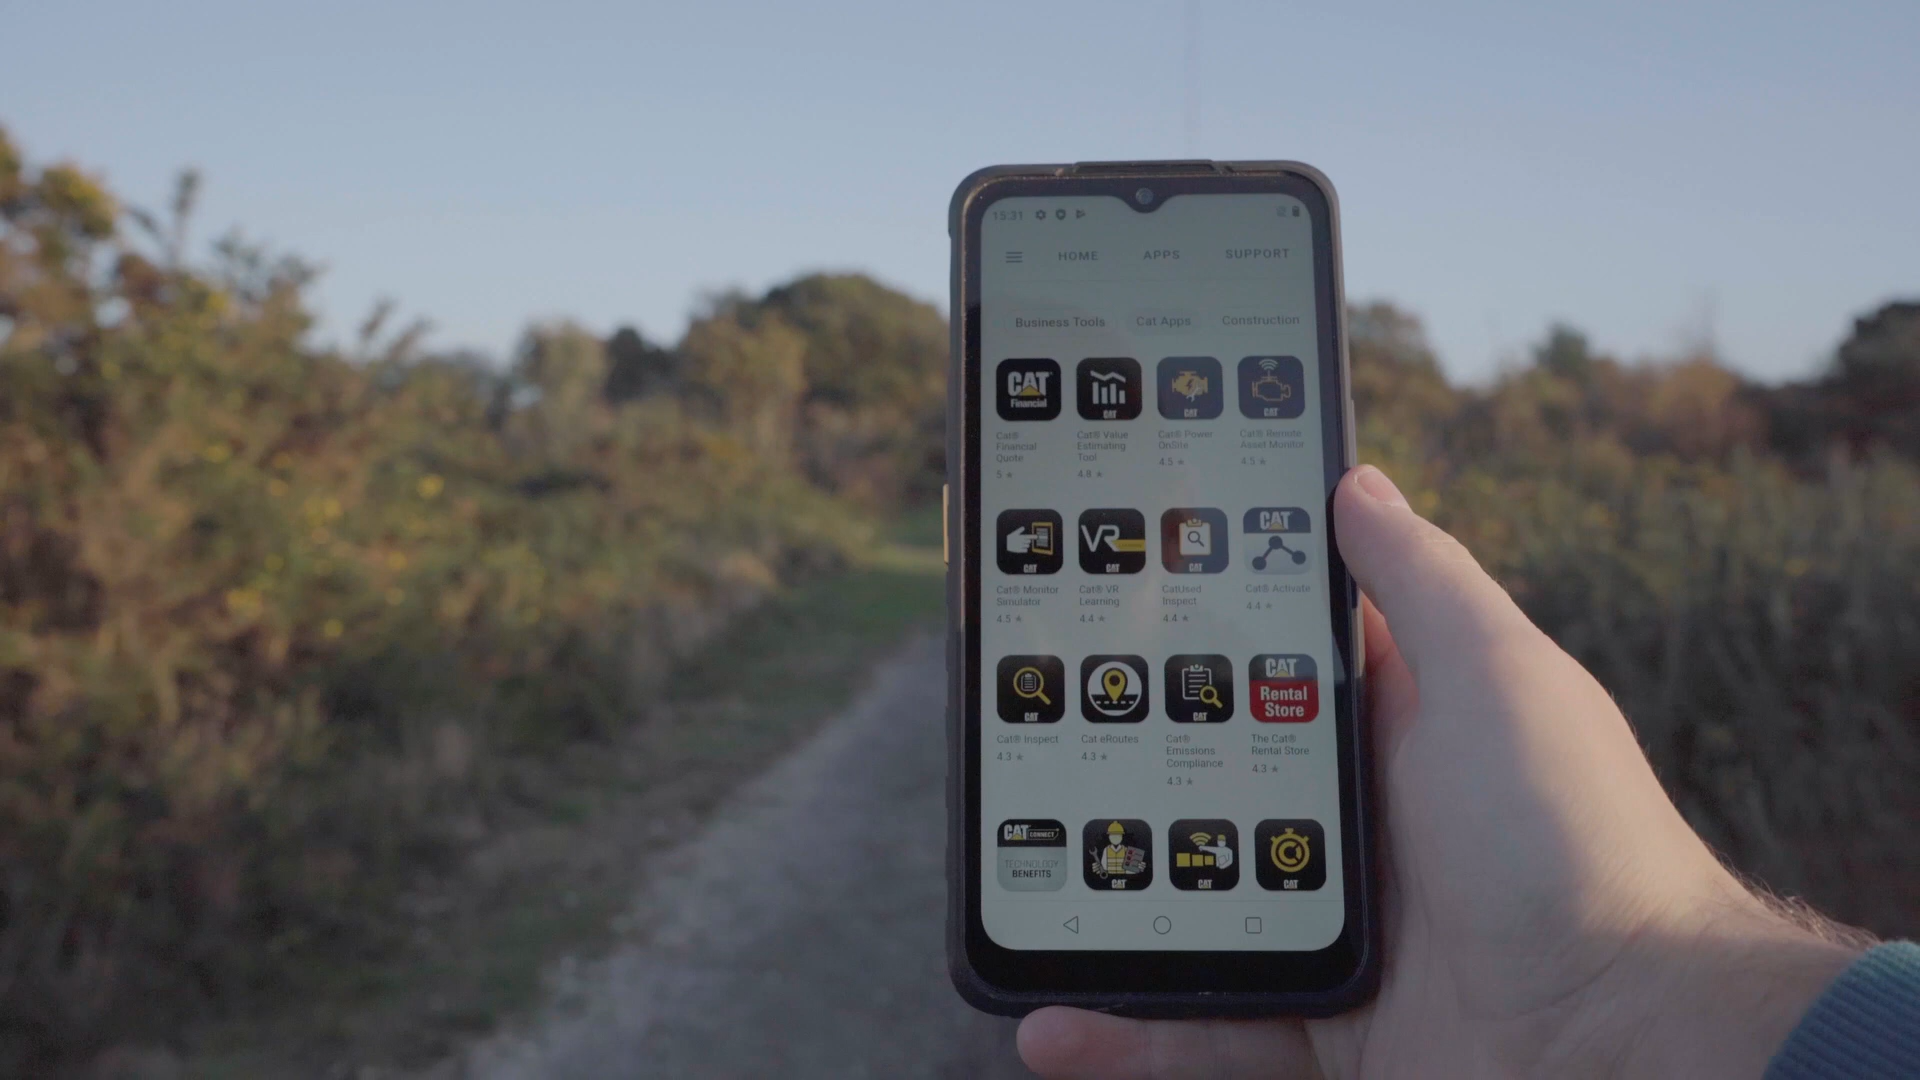 15:31
HOME APPS SUPPORT
Business Tools Cat Apps Construction
CAT
Financial
CAT
CAT
CAT
Cat®
Financial
Quote
5 ★
Cat® Value
Estimating
Tool
4.8 ★
Cat® Power
OnSite
4.5 ★
Cat® Remote
Asset Monitor
4.5 ★
CAT
VR
CAT
CAT
CAT
Cat® Monitor
Simulator
4.5 ★
Cat® VR
Learning
4.4 ★
CatUsed
Inspect
4.4 ★
Cat® Activate
4.4 ★
CAT
CAT
CAT
Rental
Store
Cat® Inspect
4.3 ★
Cat eRoutes
4.3 ★
Cat®
Emissions
Compliance
4.3 ★
The Cat®
Rental Store
4.3 ★
CAT CONNECT
TECHNOLOGY
BENEFITS
CAT
CAT
CAT